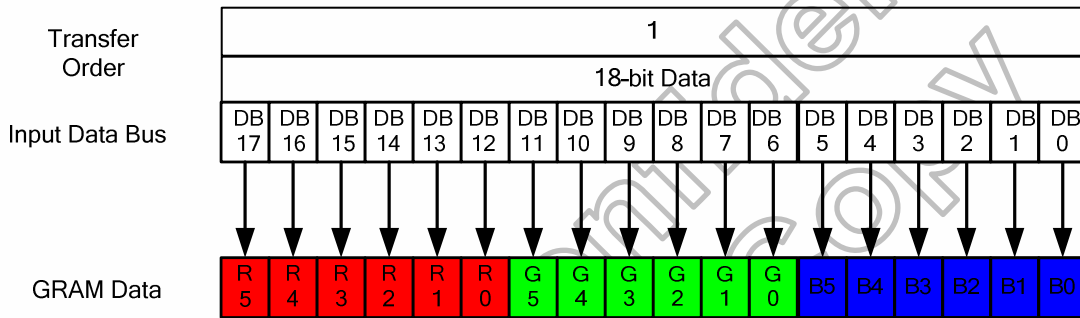 Transfer Order
1
18-bit Data
Input Data Bus
DB 17 DB 16 DB 15 DB 14 DB 13 DB 12 DB 11 DB 10 DB 9 DB 8 DB 7 DB 6 DB 5 DB 4 DB 3 DB 2 DB 1 DB 0
GRAM Data
R 5 R 4 R 3 R 2 R 1 R 0 G 5 G 4 G 3 G 2 G 1 G 0 B5 B4 B3 B2 B1 B0
Copy